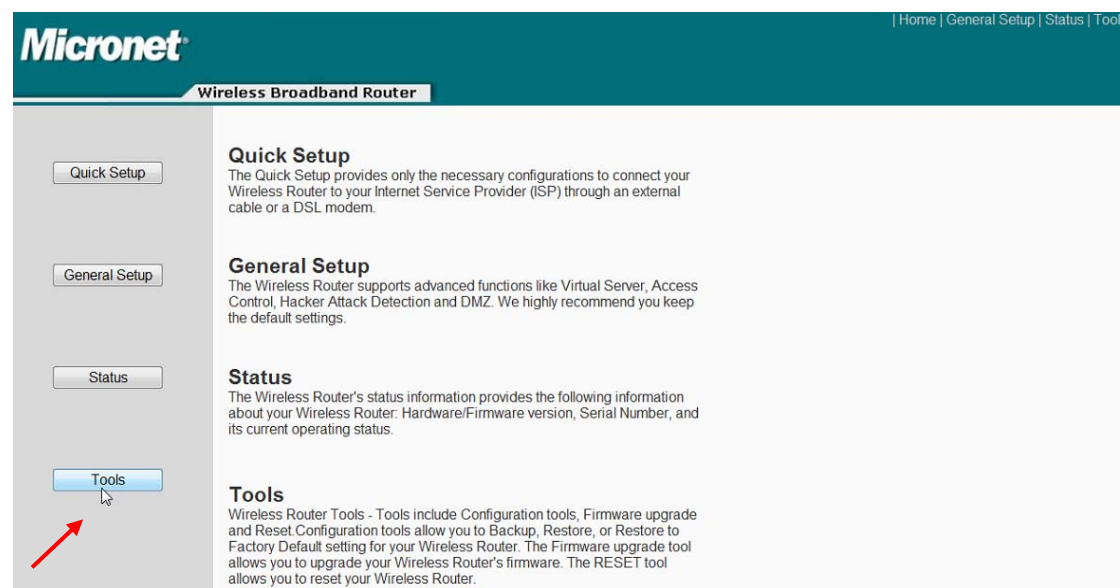 | Home | General Setup | Status | Tool
Micronet
Wireless Broadband Router
Quick Setup
Quick Setup
The Quick Setup provides only the necessary configurations to connect your
Wireless Router to your Internet Service Provider (ISP) through an external
cable or a DSL modem.
General Setup
General Setup
The Wireless Router supports advanced functions like Virtual Server, Access
Control, Hacker Attack Detection and DMZ. We highly recommend you keep
the default settings.
Status
Status
The Wireless Router's status information provides the following information
about your Wireless Router: Hardware/Firmware version, Serial Number, and
its current operating status.
Tools
Tools
Wireless Router Tools - Tools include Configuration tools, Firmware upgrade
and Reset.Configuration tools allow you to Backup, Restore, or Restore to
Factory Default setting for your Wireless Router. The Firmware upgrade tool
allows you to upgrade your Wireless Router's firmware. The RESET tool
allows you to reset your Wireless Router.